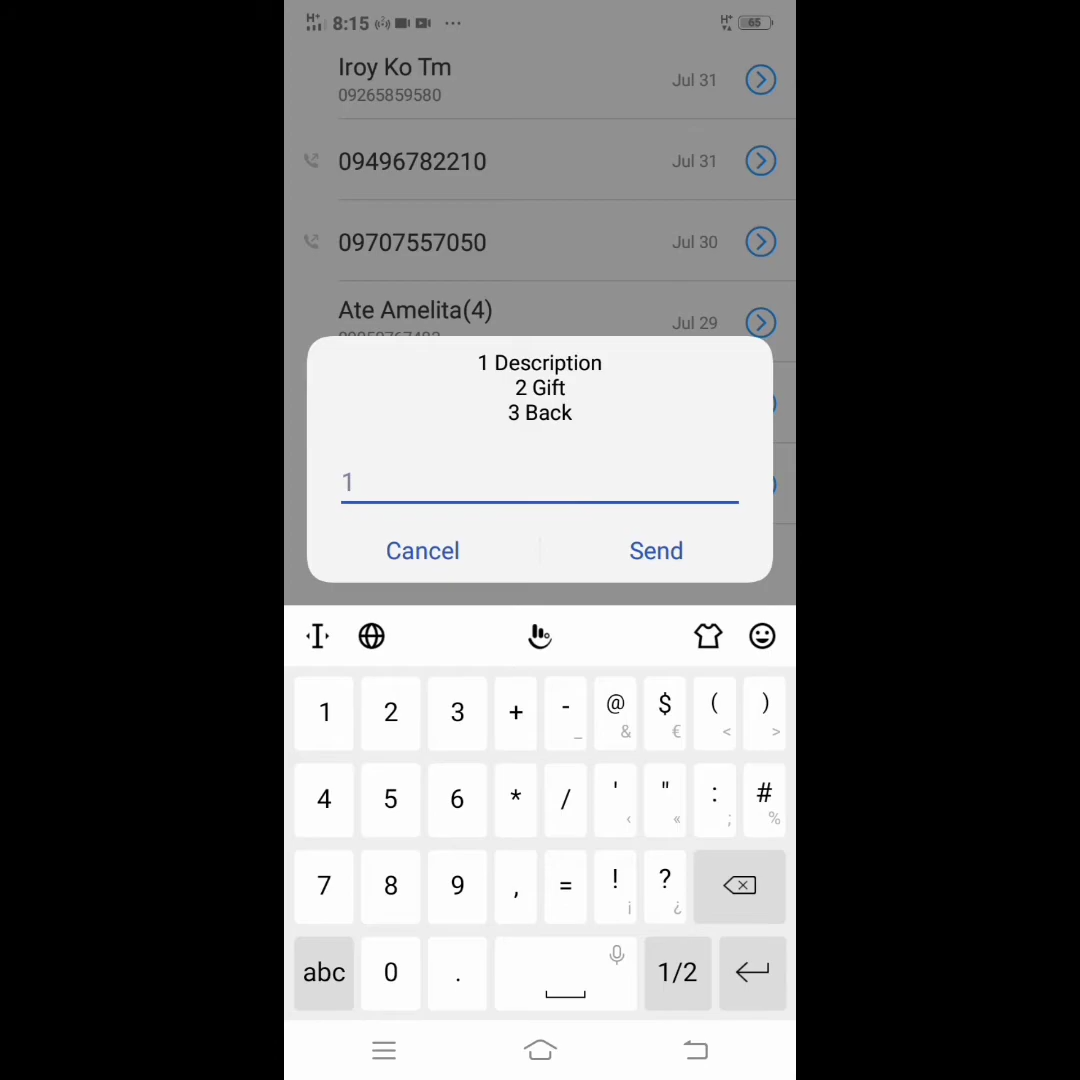 H+ 8:15 ... H+ 65
Iroy Ko Tm
Jul 31
09265859580
09496782210 Jul 31
09707557050 Jul 30
Ate Amelita(4)
Jul 29
1 Description
2 Gift
3 Back
1
Cancel Send
1 2 3 + - _ @ & $ € ( < ) >
4 5 6 * / ' ‹ " « : ; # %
7 8 9 , = ! ¡ ? ¿
abc 0 . 1/2